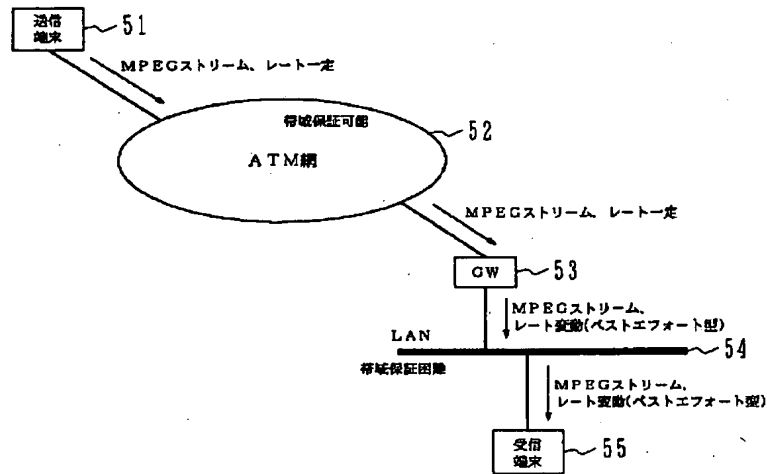 送信
端末
51
MPEGストリーム、レート一定
帯域保証可能
52
ATM網
MPEGストリーム、レート一定
GW
53
MPEGストリーム、
レート変動(ベストエフォート型)
LAN
54
帯域保証困難
MPEGストリーム、
レート変動(ベストエフォート型)
受信
端末
55